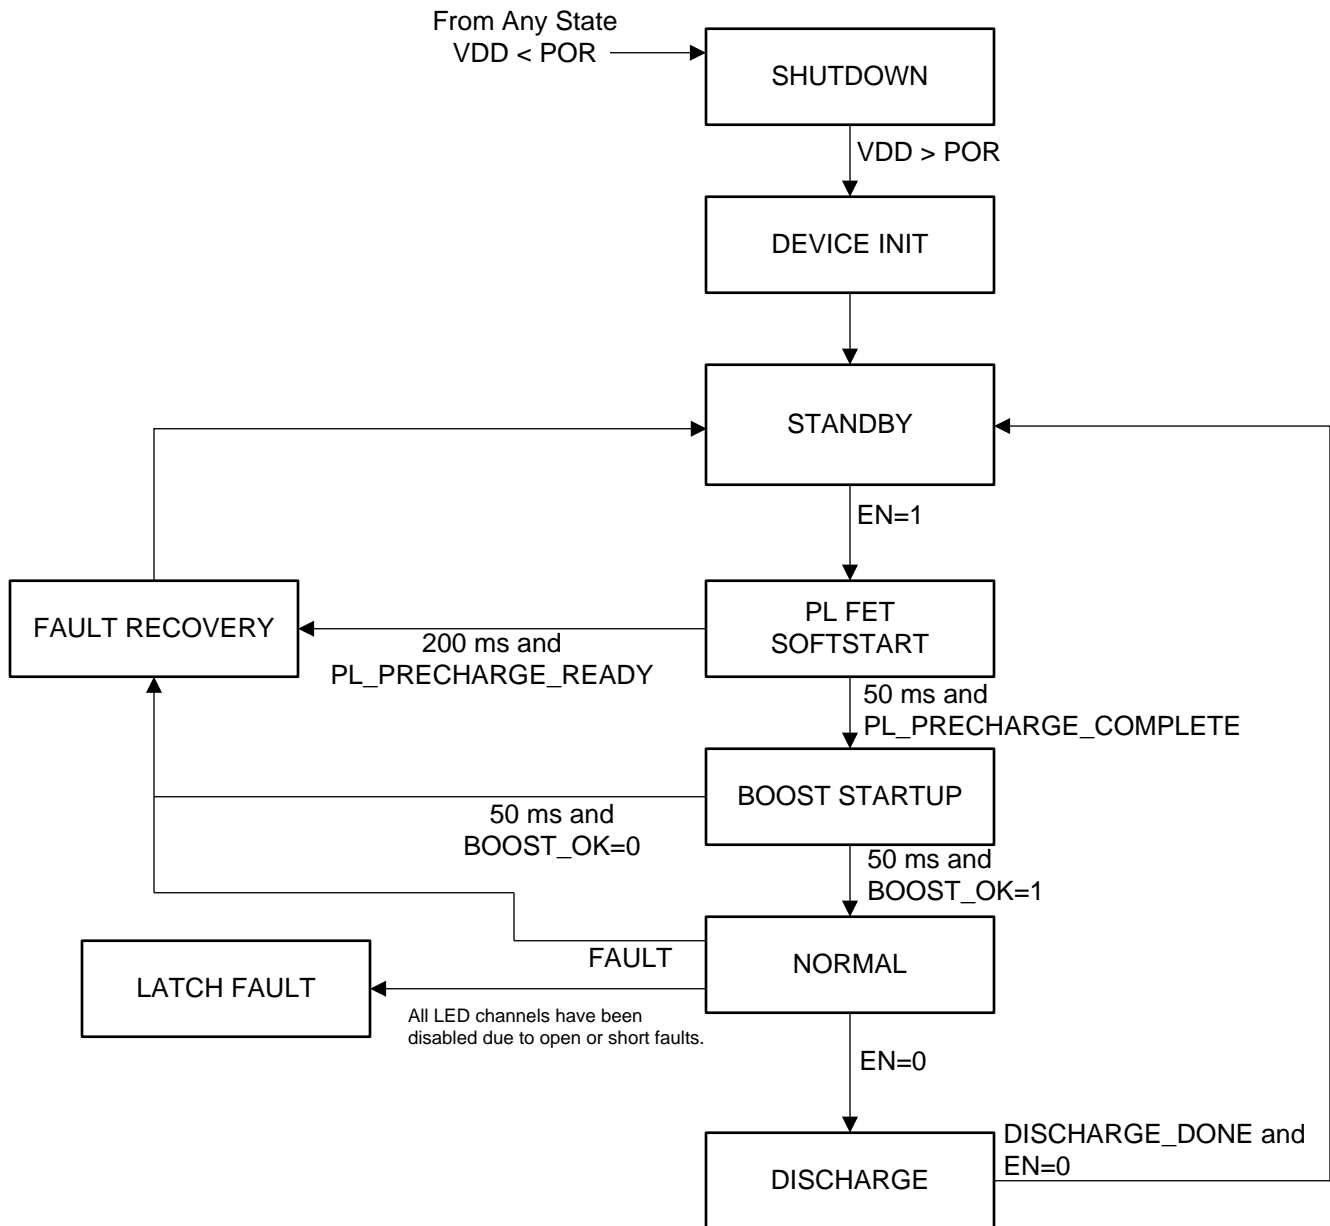 From Any State
VDD < POR
SHUTDOWN
VDD > POR
DEVICE INIT
STANDBY
EN=1
FAULT RECOVERY
PL FET
SOFTSTART
200 ms and
PL_PRECHARGE_READY
50 ms and
PL_PRECHARGE_COMPLETE
BOOST STARTUP
50 ms and
BOOST_OK=0
50 ms and
BOOST_OK=1
FAULT
NORMAL
LATCH FAULT
All LED channels have been
disabled due to open or short faults.
EN=0
DISCHARGE_DONE and
EN=0
DISCHARGE